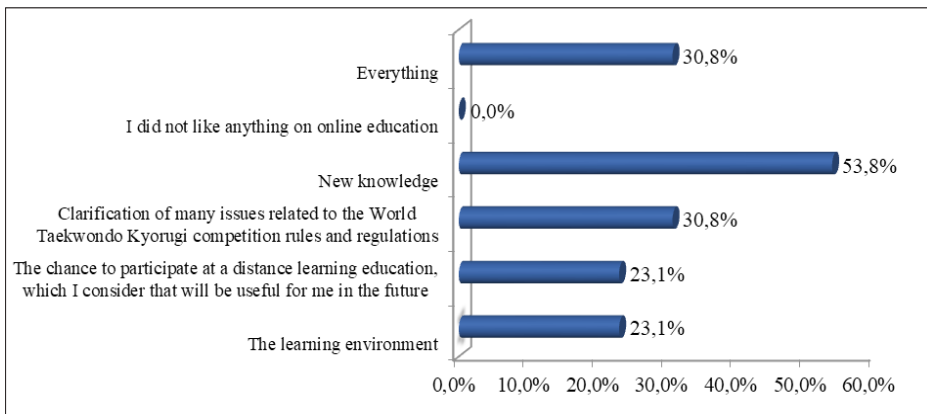 Everything
30,8%
I did not like anything on online education
0,0%
New knowledge
53,8%
Clarification of many issues related to the World
Taekwondo Kyorugi competition rules and regulations
30,8%
The chance to participate at a distance learning education,
which I consider that will be useful for me in the future
23,1%
The learning environment
23,1%
0,0% 10,0% 20,0% 30,0% 40,0% 50,0% 60,0%